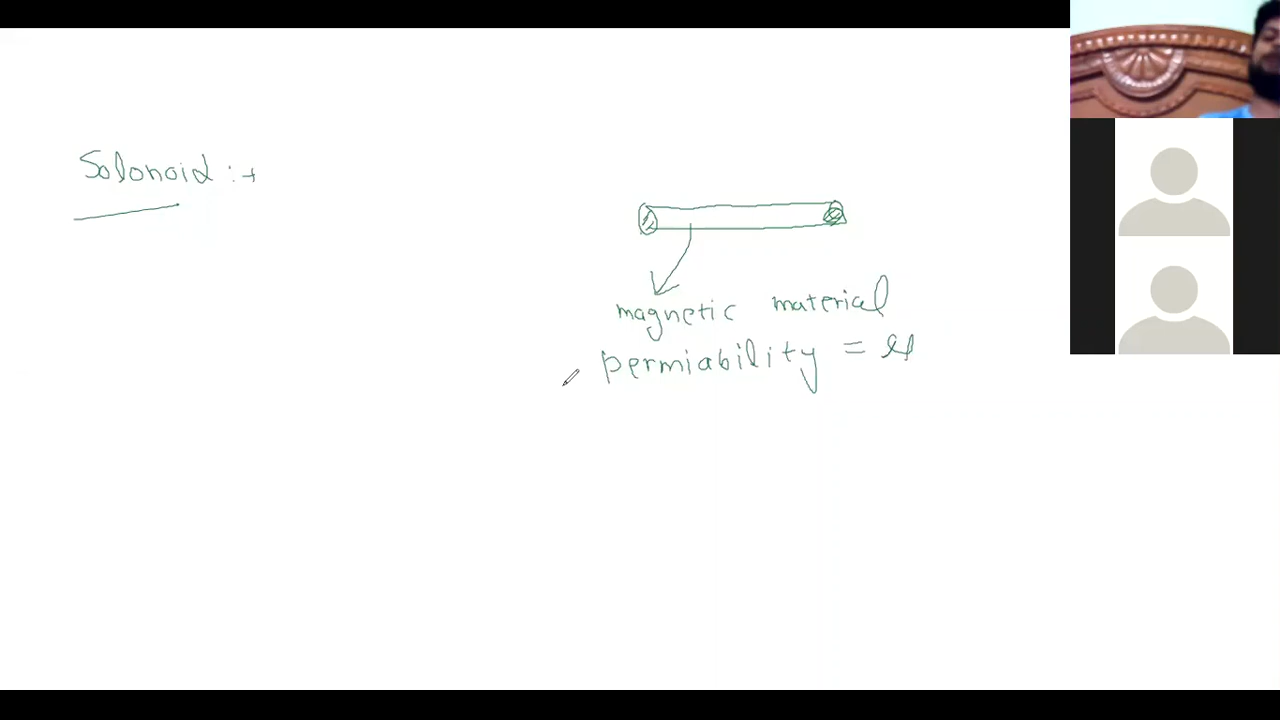 Solonoid :→
magnetic material
permiability = μ